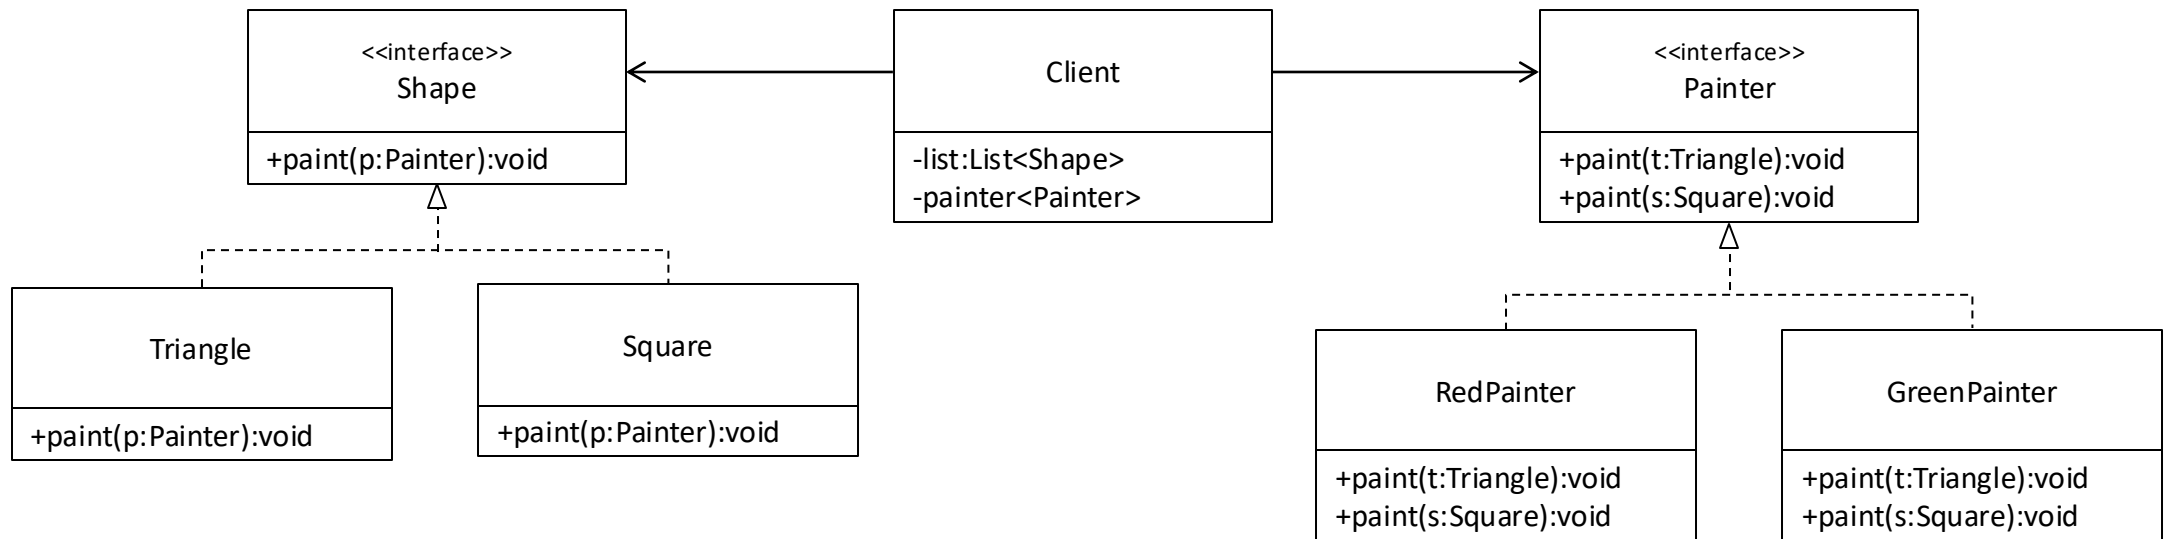 <<interface>>
Shape
+paint(p:Painter):void
Client
-list:List<Shape>
-painter<Painter>
<<interface>>
Painter
+paint(t:Triangle):void
+paint(s:Square):void
Triangle
+paint(p:Painter):void
Square
+paint(p:Painter):void
RedPainter
+paint(t:Triangle):void
+paint(s:Square):void
GreenPainter
+paint(t:Triangle):void
+paint(s:Square):void